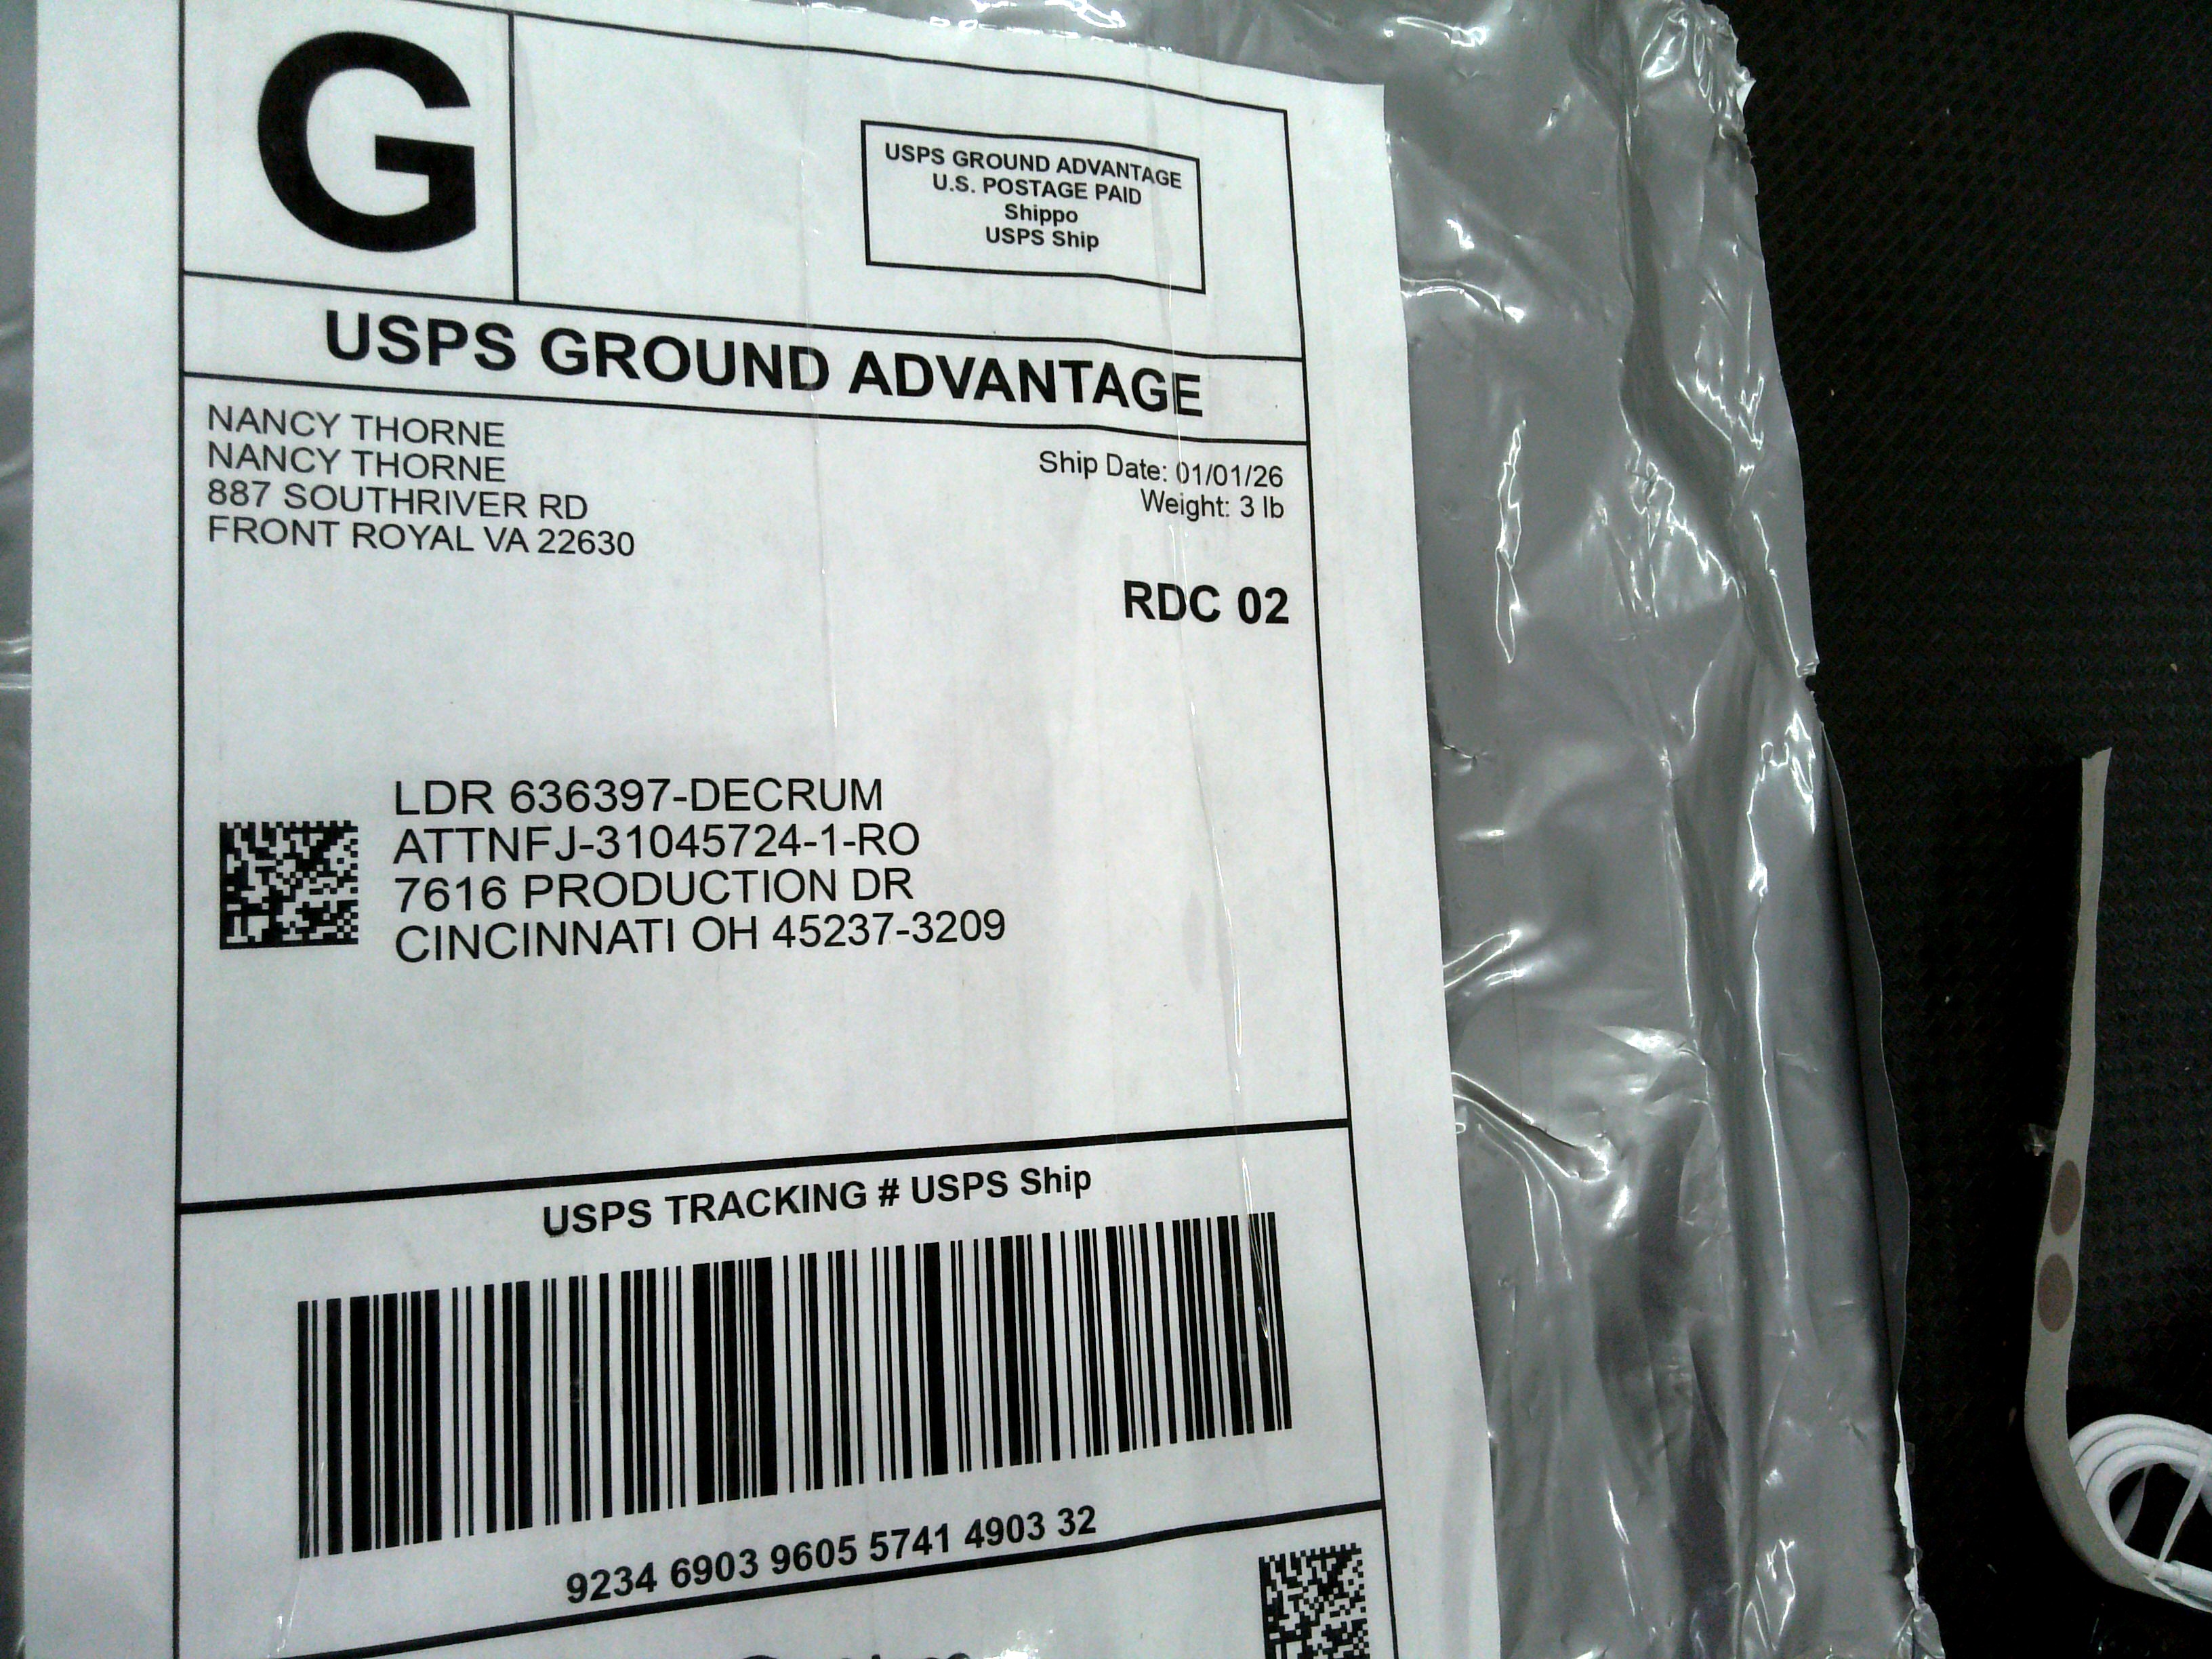 G
USPS GROUND ADVANTAGE
U.S. POSTAGE PAID
Shippo
USPS Ship
USPS GROUND ADVANTAGE
NANCY THORNE
NANCY THORNE
887 SOUTHRIVER RD
FRONT ROYAL VA 22630
Ship Date: 01/01/26
Weight: 3 lb
RDC 02
LDR 636397-DECRUM
ATTNFJ-31045724-1-RO
7616 PRODUCTION DR
CINCINNATI OH 45237-3209
USPS TRACKING # USPS Ship
9234 6903 9605 5741 4903 32